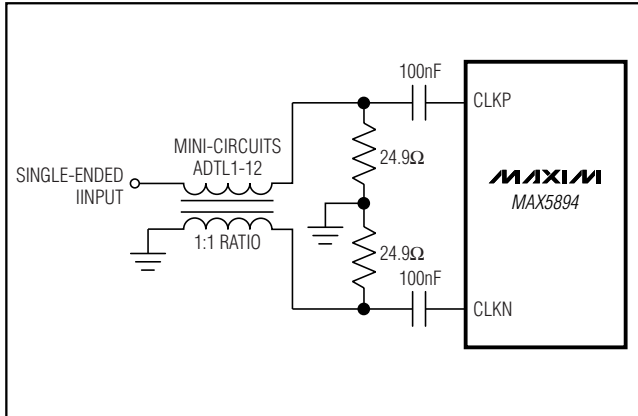 100nF
CLKP
MINI-CIRCUITS
ADTL1-12
24.9Ω
SINGLE-ENDED
IINPUT
MAXIM
MAX5894
1:1 RATIO
24.9Ω
100nF
CLKN